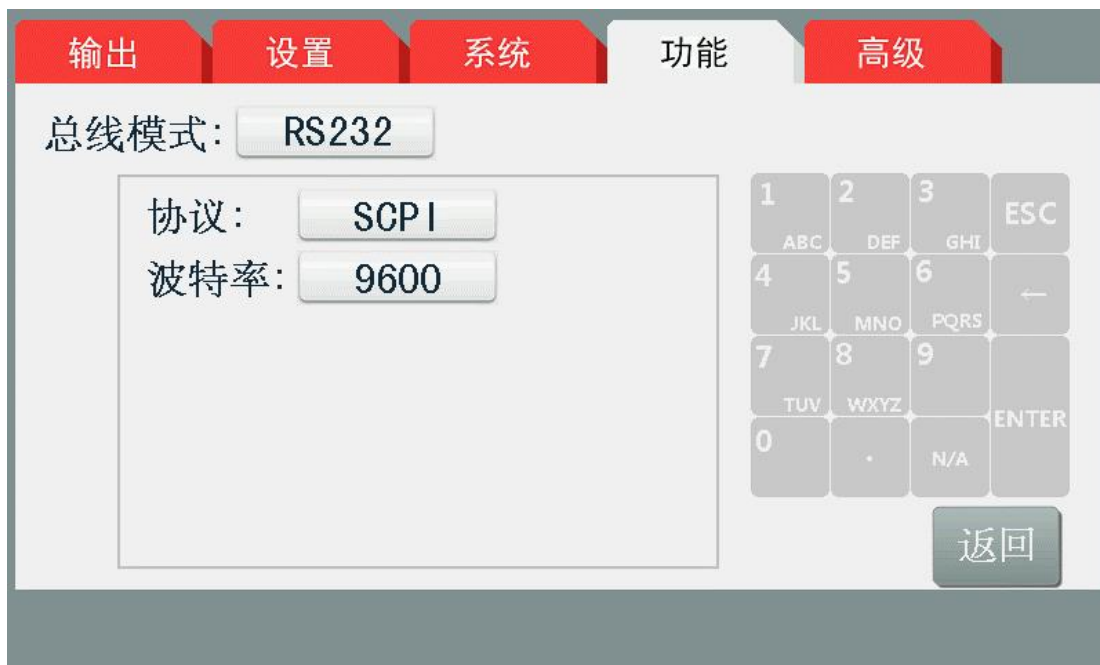 输出 设置 系统 功能 高级
总线模式: RS232
协议: SCPI
波特率: 9600
1 ABC 2 DEF 3 GHI ESC
4 JKL 5 MNO 6 PQRS ←
7 TUV 8 WXYZ 9 ENTER
0 . N/A
返回